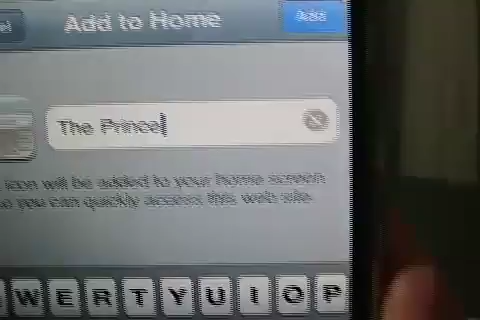 Add to Home
Add
The Prince
icon will be added to your home screen
you can quickly access this web site.
W E R T Y U I O P